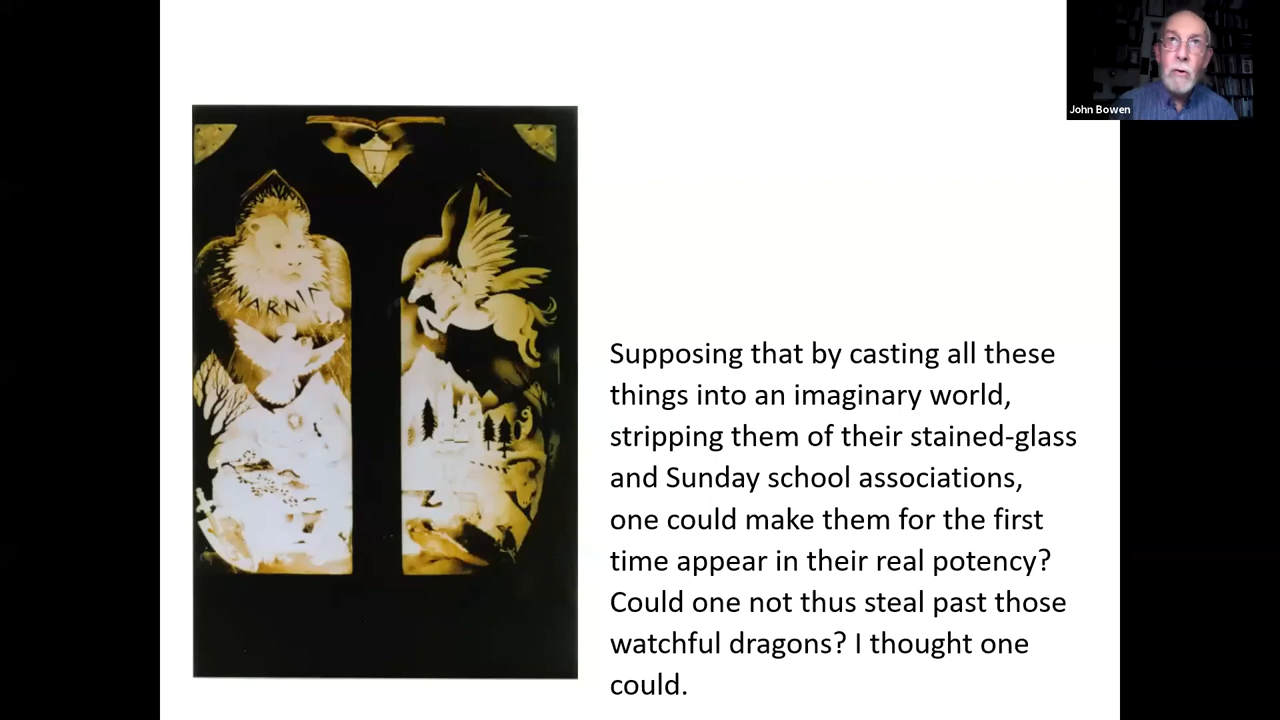 John Bowen
NARNIA
Supposing that by casting all these
things into an imaginary world,
stripping them of their stained-glass
and Sunday school associations,
one could make them for the first
time appear in their real potency?
Could one not thus steal past those
watchful dragons? I thought one
could.